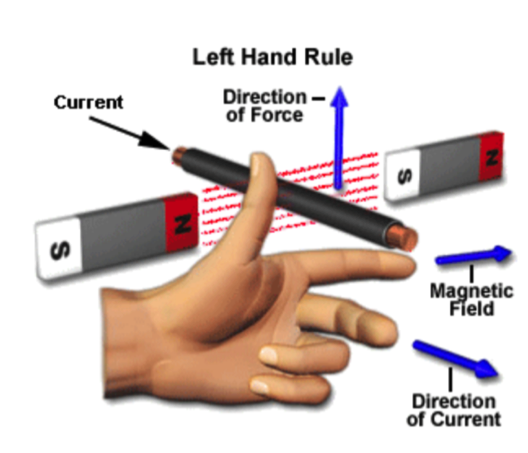 Left Hand Rule
Current
Direction –
of Force
S
N
S
N
Magnetic
Field
Direction
of Current